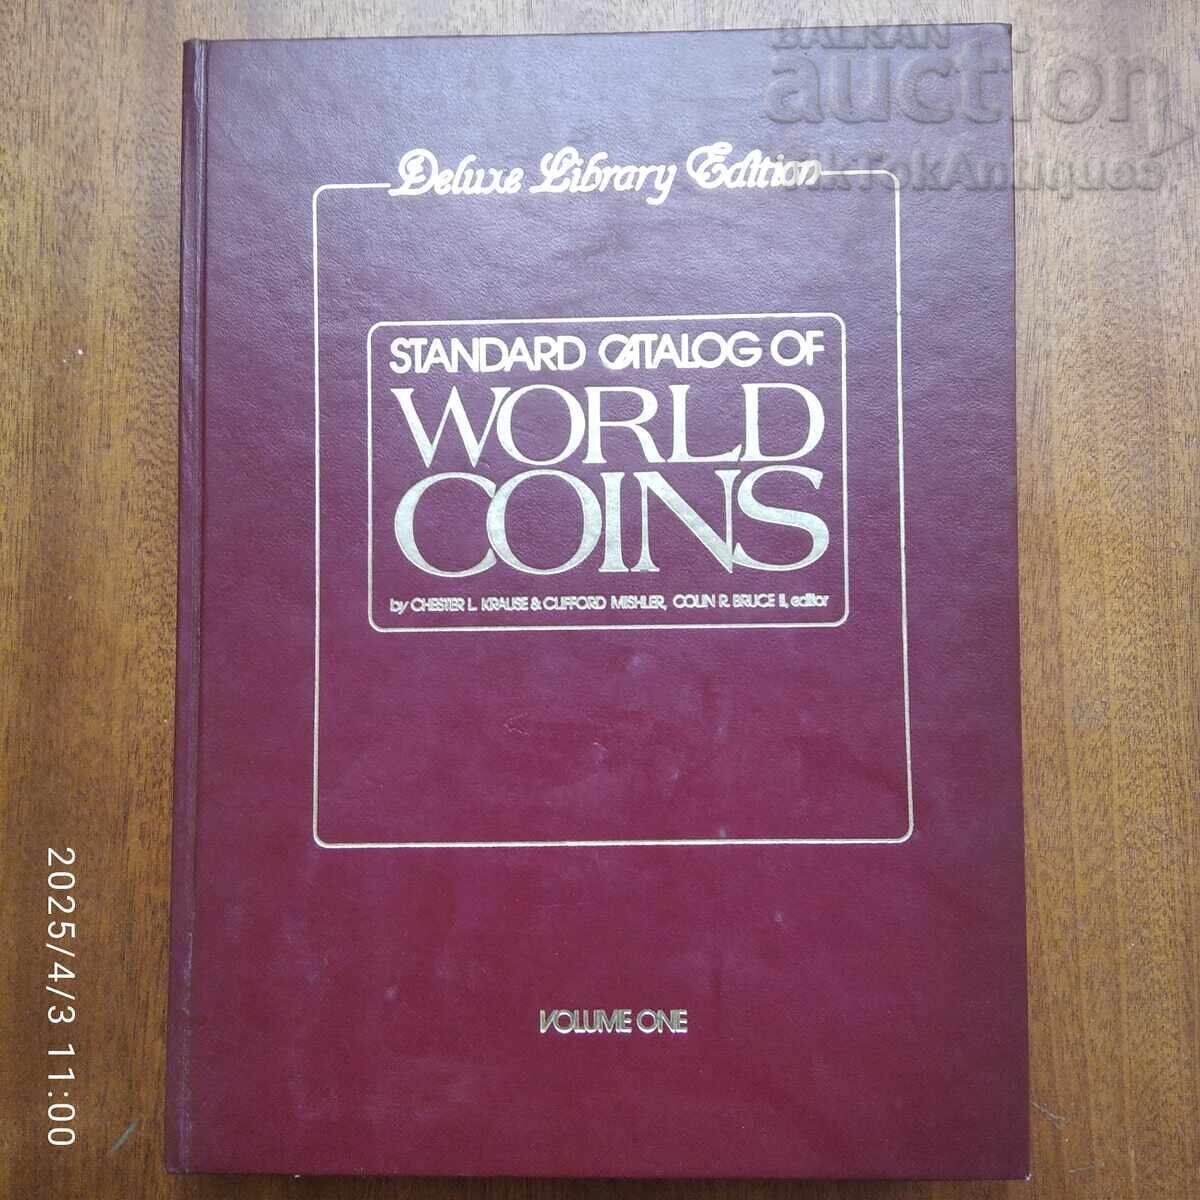 BALKAN
auction
TikTokAntiques
Deluxe Library Edition
STANDARD CATALOG OF
WORLD
COINS
by CHESTER L. KRAUSE & CLIFFORD MISHLER, COLIN R. BRUCE II, editor
VOLUME ONE
2025/4/3 11:00